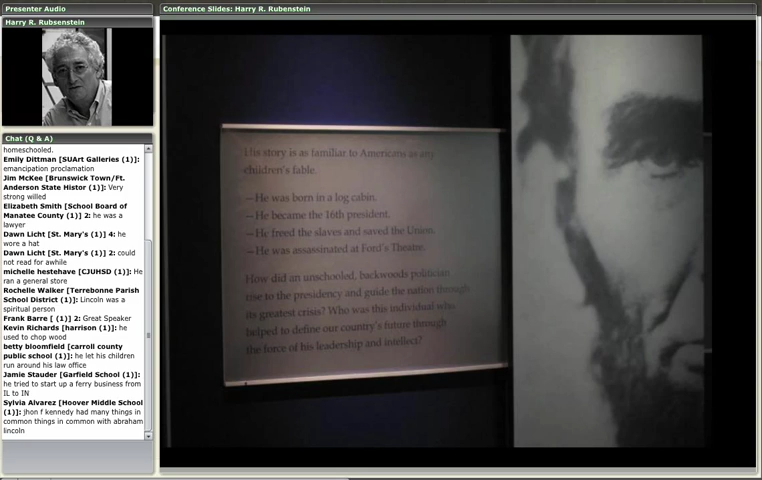 Presenter Audio
Harry R. Rubsenstein
Chat (Q & A)
homeschooled.
Emily Dittman [SUArt Galleries (1)]:
emancipation proclamation
Jim McKee [Brunswick Town/Ft.
Anderson State Histor (1)]: Very
strong willed
Elizabeth Smith [School Board of
Manatee County (1)] 2: he was a
lawyer
Dawn Licht [St. Mary's (1)] 4: he
wore a hat
Dawn Licht [St. Mary's (1)] 2: could
not read for awhile
michelle hestehave [CJUHSD (1)]: He
ran a general store
Rochelle Walker [Terrebonne Parish
School District (1)]: Lincoln was a
spiritual person
Frank Barre [ (1)] 2: Great Speaker
Kevin Richards [harrison (1)]: he
used to chop wood
betty bloomfield [carroll county
public school (1)]: he let his children
run around his law office
Jamie Stauder [Garfield School (1)]:
he tried to start up a ferry business from
IL to IN
Sylvia Alvarez [Hoover Middle School
(1)]: jhon f kennedy had many things in
common things in common with abraham
lincoln
Conference Slides: Harry R. Rubenstein
His story is as familiar to Americans as any
children's fable.
—He was born in a log cabin.
—He became the 16th president.
—He freed the slaves and saved the Union.
—He was assassinated at Ford's Theatre.
How did an unschooled, backwoods politician
rise to the presidency and guide the nation through
its greatest crisis? Who was this individual who
helped to define our country's future through
the force of his leadership and intellect?